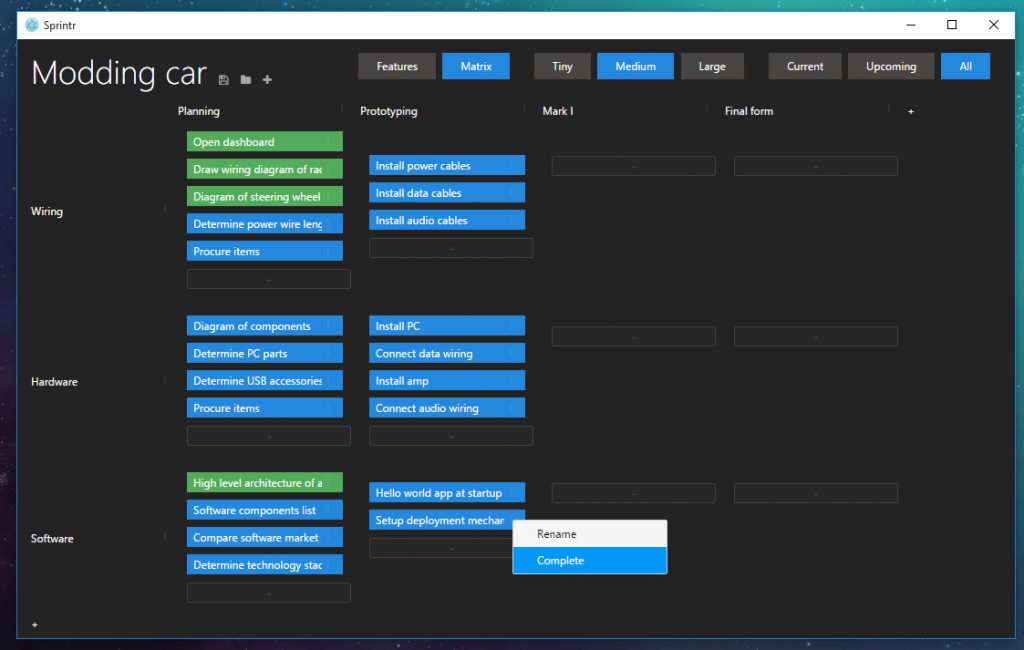 Sprintr
Modding car
Features Matrix Tiny Medium Large Current Upcoming All
Planning Prototyping Mark I Final form +
Wiring
Open dashboard
Draw wiring diagram of rac
Diagram of steering wheel
Determine power wire leng
Procure items
+
Install power cables
Install data cables
Install audio cables
+
+
+
Hardware
Diagram of components
Determine PC parts
Determine USB accessories
Procure items
+
Install PC
Connect data wiring
Install amp
Connect audio wiring
+
+
+
Software
High level architecture of a
Software components list
Compare software market
Determine technology stac
+
Hello world app at startup
Setup deployment mechan
+
+
+
Rename
Complete
+